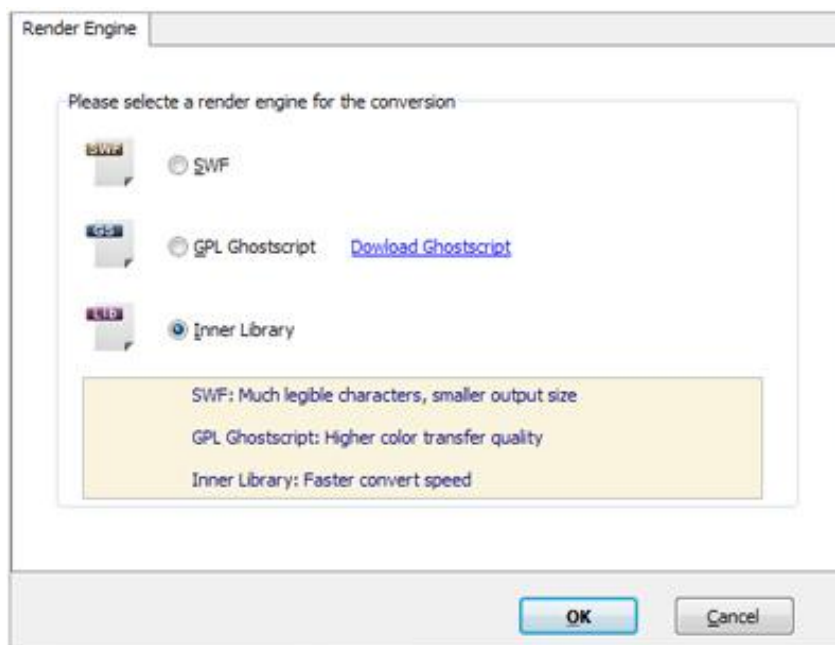 Render Engine
Please selecte a render engine for the conversion
SWF
SWF
GS
GPL Ghostscript Dowload Ghostscript
Lib
Inner Library
SWF: Much legible characters, smaller output size
GPL Ghostscript: Higher color transfer quality
Inner Library: Faster convert speed
OK Cancel